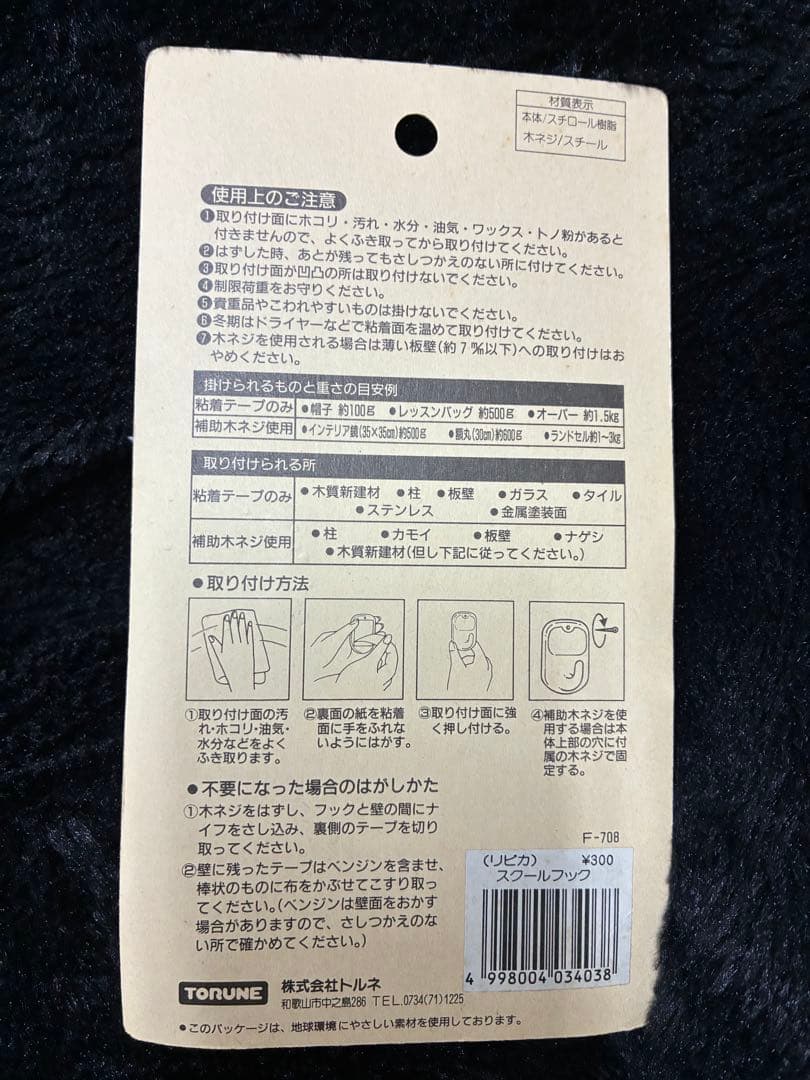 材質表示
本体/スチロール樹脂
木ネジ/スチール
使用上のご注意
❶取り付け面にホコリ・汚れ・水分・油気・ワックス・トノ粉があると
付きませんので、よくふき取ってから取り付けてください。
❷はずした時、あとが残ってもさしつかえのない所に付けてください。
❸取り付け面が凹凸の所は取り付けないでください。
❹制限荷重をお守りください。
❺貴重品やこわれやすいものは掛けないでください。
❻冬期はドライヤーなどで粘着面を温めて取り付けてください。
❼木ネジを使用される場合は薄い板壁(約7㎜以下)への取り付けはお
やめください。
掛けられるものと重さの目安例
粘着テープのみ ●帽子 約100g ●レッスンバッグ 約500g ●オーバー 約1.5kg
補助木ネジ使用 ●インテリア鏡(35×35cm)約500g ●額丸(30cm)約600g ●ランドセル約1〜3kg
取り付けられる所
粘着テープのみ ●木質新建材 ●柱 ●板壁 ●ガラス ●タイル
●ステンレス ●金属塗装面
補助木ネジ使用 ●柱 ●カモイ ●板壁 ●ナゲシ
●木質新建材(但し下記に従ってください。)
●取り付け方法
①取り付け面の汚
れ・ホコリ・油気・
水分などをよく
ふき取ります。
②裏面の紙を粘着
面に手をふれな
いようにはがす。
③取り付け面に強
く押し付ける。
④補助木ネジを使
用する場合は本
体上部の穴に付
属の木ネジで固
定する。
●不要になった場合のはがしかた
①木ネジをはずし、フックと壁の間にナ
イフをさし込み、裏側のテープを切り
取ってください。
②壁に残ったテープはベンジンを含ませ、
棒状のものに布をかぶせてこすり取っ
てください。(ベンジンは壁面をおかす
場合がありますので、さしつかえのな
い所で確かめてください。)
F-708
(リピカ) ¥300
スクールフック
4 998004 034038
TORUNE 株式会社トルネ
和歌山市中之島286 TEL.0734(71)1225
●このパッケージは、地球環境にやさしい素材を使用しております。